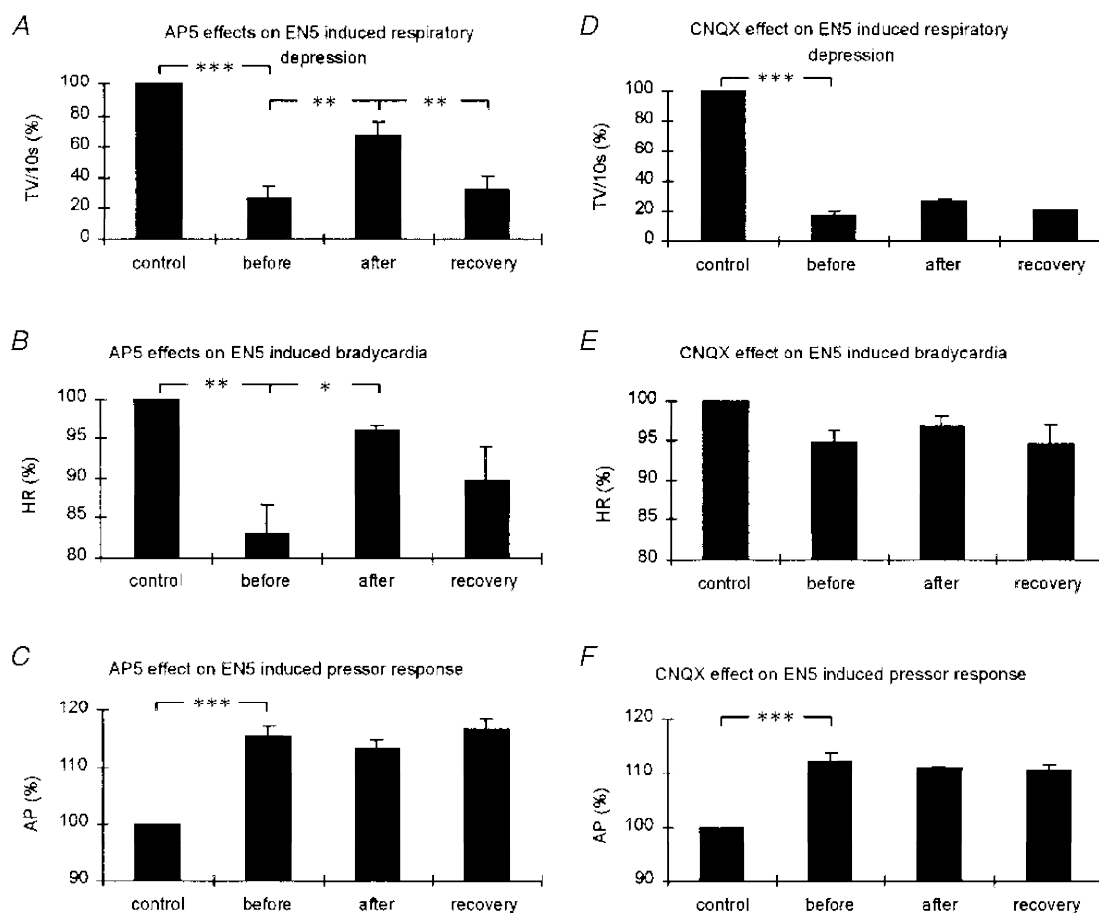 A
AP5 effects on EN5 induced respiratory
depression
***
**
**
TV/10s (%)
100
80
60
40
20
0
control before after recovery
D
CNQX effect on EN5 induced respiratory
depression
***
TV/10s (%)
100
80
60
40
20
0
control before after recovery
B
AP5 effects on EN5 induced bradycardia
**
*
HR (%)
100
95
90
85
80
control before after recovery
E
CNQX effect on EN5 induced bradycardia
HR (%)
100
95
90
85
80
control before after recovery
C
AP5 effect on EN5 induced pressor response
***
AP (%)
120
110
100
90
control before after recovery
F
CNQX effect on EN5 induced pressor response
***
AP (%)
120
110
100
90
control before after recovery